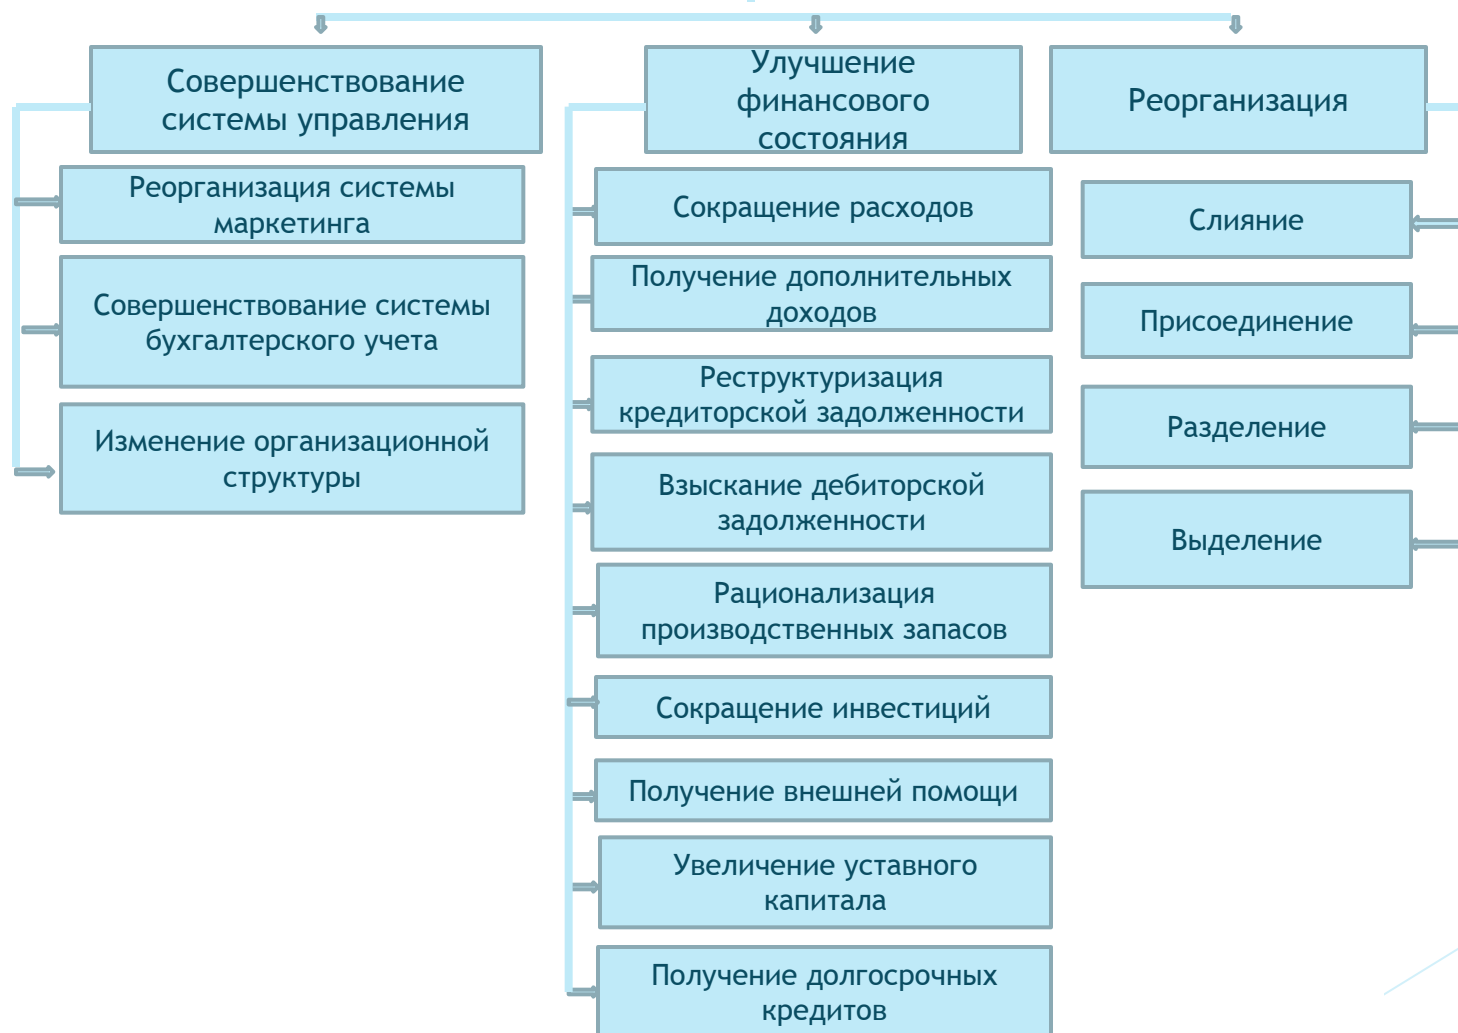 Совершенствование
системы управления
Реорганизация системы
маркетинга
Совершенствование системы
бухгалтерского учета
Изменение организационной
структуры
Улучшение
финансового
состояния
Сокращение расходов
Получение дополнительных
доходов
Реструктуризация
кредиторской задолженности
Взыскание дебиторской
задолженности
Рационализация
производственных запасов
Сокращение инвестиций
Получение внешней помощи
Увеличение уставного
капитала
Получение долгосрочных
кредитов
Реорганизация
Слияние
Присоединение
Разделение
Выделение